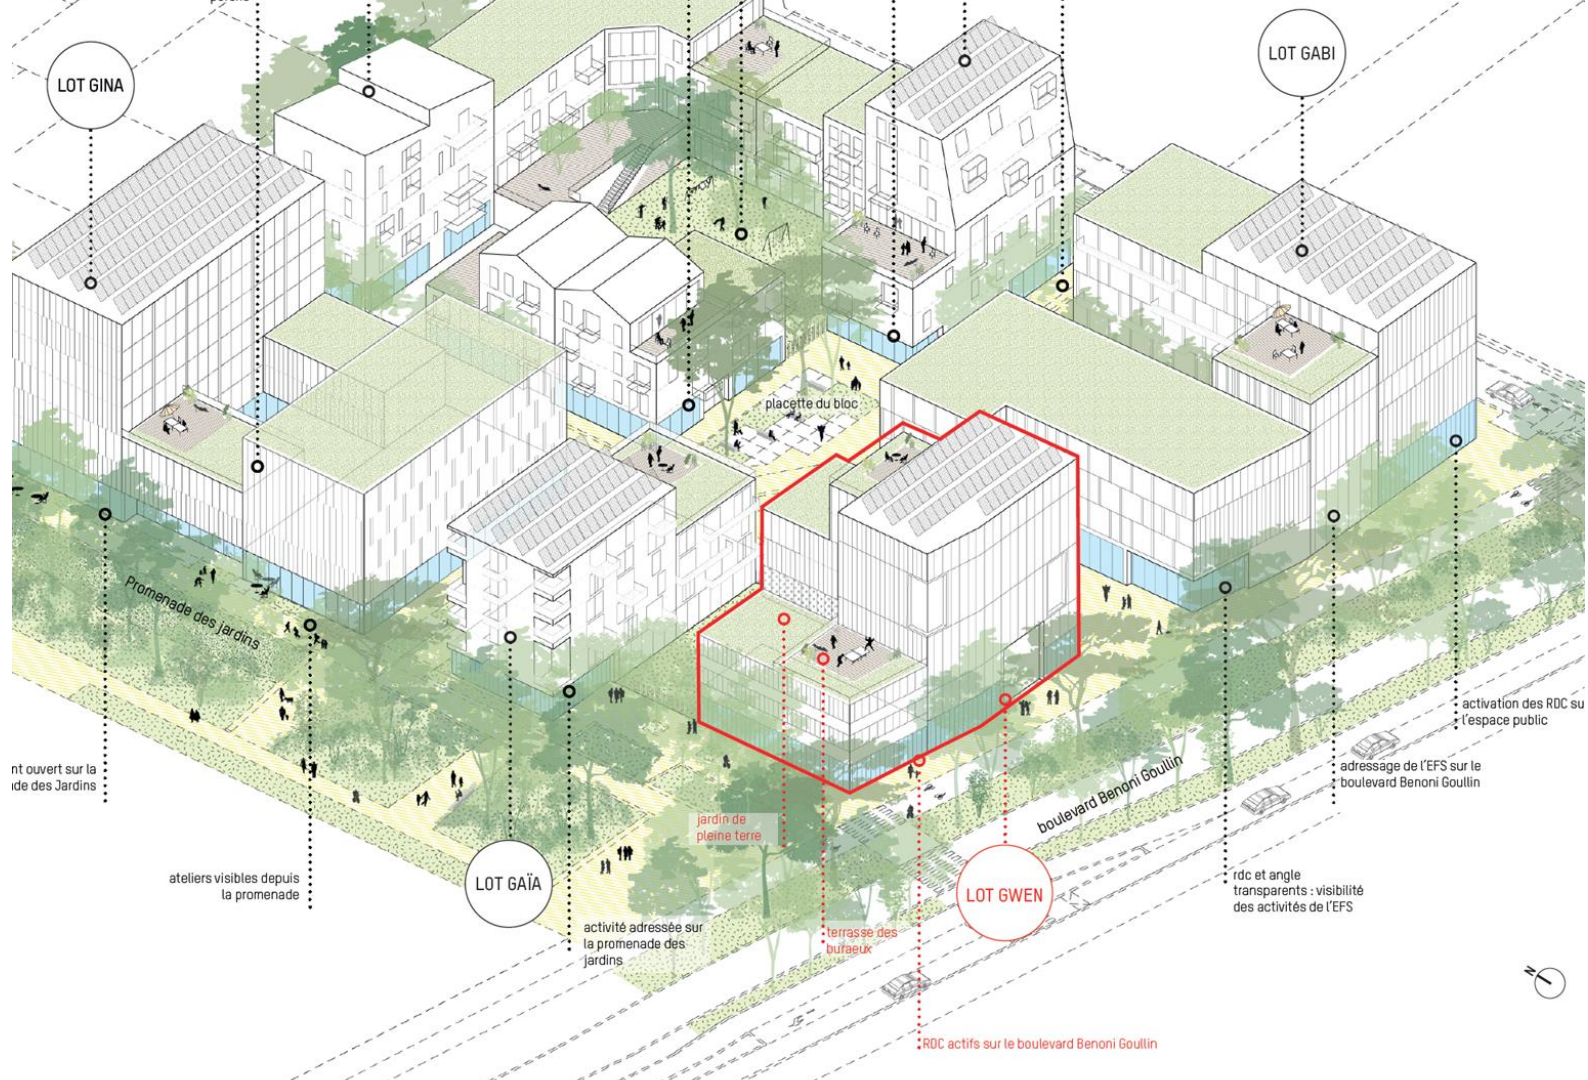 LOT GINA
LOT GABI
placette du bloc
Promenade des jardins
nt ouvert sur la
de des Jardins
ateliers visibles depuis
la promenade
LOT GAÏA
activité adressée sur
la promenade des
jardins
jardin de
pleine terre
terrasse des
buraeux
LOT GWEN
RDC actifs sur le boulevard Benoni Goullin
boulevard Benoni Goullin
rdc et angle
transparents : visibilité
des activités de l'EFS
adressage de l'EFS sur le
boulevard Benoni Goullin
activation des RDC su
l'espace public
N